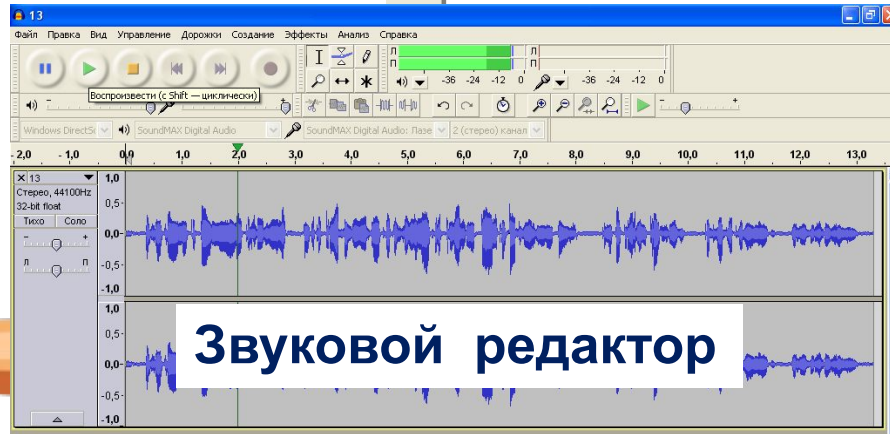 13
Файл Правка Вид Управление Дорожки Создание Эффекты Анализ Справка
Л
П
-36 -24 -12 0
Л
П
-36 -24 -12 0
Воспроизвести (с Shift — циклически)
Windows DirectSo SoundMAX Digital Audio SoundMAX Digital Audio: Лазе 2 (стерео) канал
- 2,0 - 1,0 0,0 1,0 2,0 3,0 4,0 5,0 6,0 7,0 8,0 9,0 10,0 11,0 12,0 13,0
13
Стерео, 44100Hz
32-bit float
Тихо Соло
- +
Л П
1,0
0,5-
0,0-
-0,5-
-1,0
1,0
0,5-
0,0-
-0,5-
-1,0
Звуковой редактор